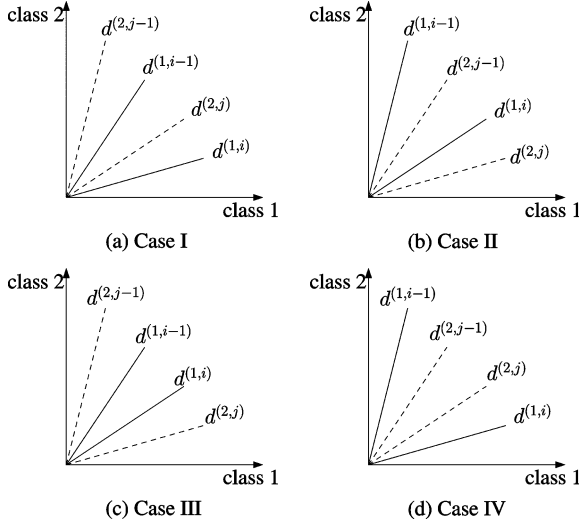 class 2
d^{(2,j−1)}
d^{(1,i−1)}
d^{(2,j)}
d^{(1,i)}
class 1
(a) Case I
class 2
d^{(1,i−1)}
d^{(2,j−1)}
d^{(1,i)}
d^{(2,j)}
class 1
(b) Case II
class 2
d^{(2,j−1)}
d^{(1,i−1)}
d^{(1,i)}
d^{(2,j)}
class 1
(c) Case III
class 2
d^{(1,i−1)}
d^{(2,j−1)}
d^{(2,j)}
d^{(1,i)}
class 1
(d) Case IV